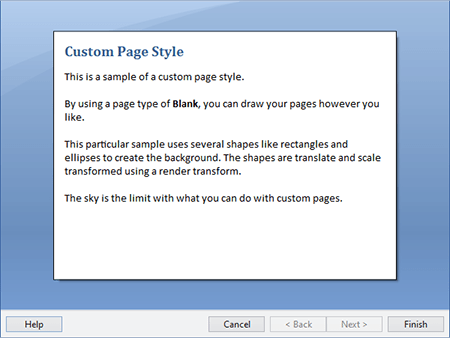 Custom Page Style
This is a sample of a custom page style.
By using a page type of Blank, you can draw your pages however you
like.
This particular sample uses several shapes like rectangles and
ellipses to create the background. The shapes are translate and scale
transformed using a render transform.
The sky is the limit with what you can do with custom pages.
Help
Cancel
< Back
Next >
Finish